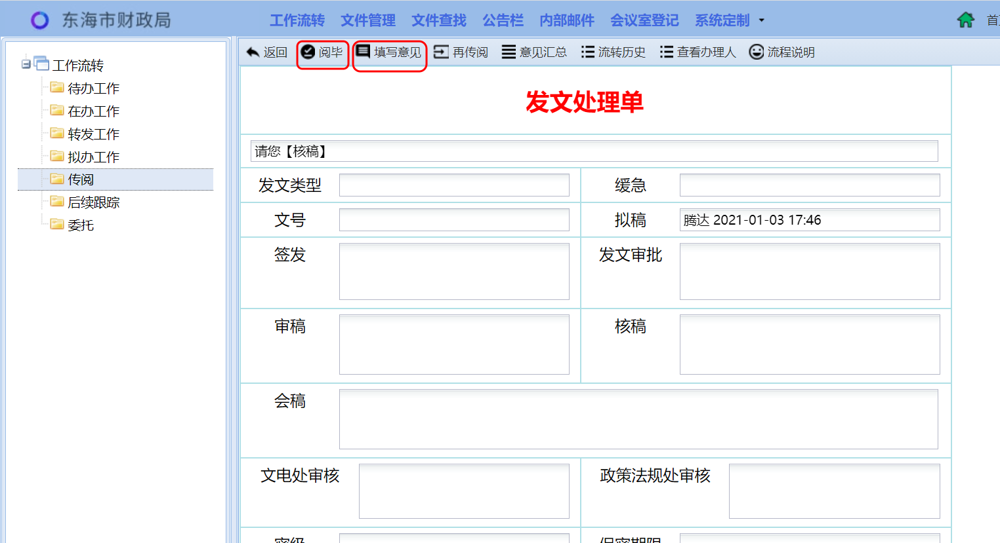 东海市财政局
工作流转 文件管理 文件查找 公告栏 内部邮件 会议室登记 系统定制
返回 阅毕 填写意见 再传阅 意见汇总 流转历史 查看办理人 流程说明
工作流转
待办工作
在办工作
转发工作
拟办工作
传阅
后续跟踪
委托
发文处理单
请您【核稿】
发文类型 缓急
文号 拟稿 腾达 2021-01-03 17:46
签发 发文审批
审稿 核稿
会稿
文电处审核 政策法规处审核
密级 保密期限